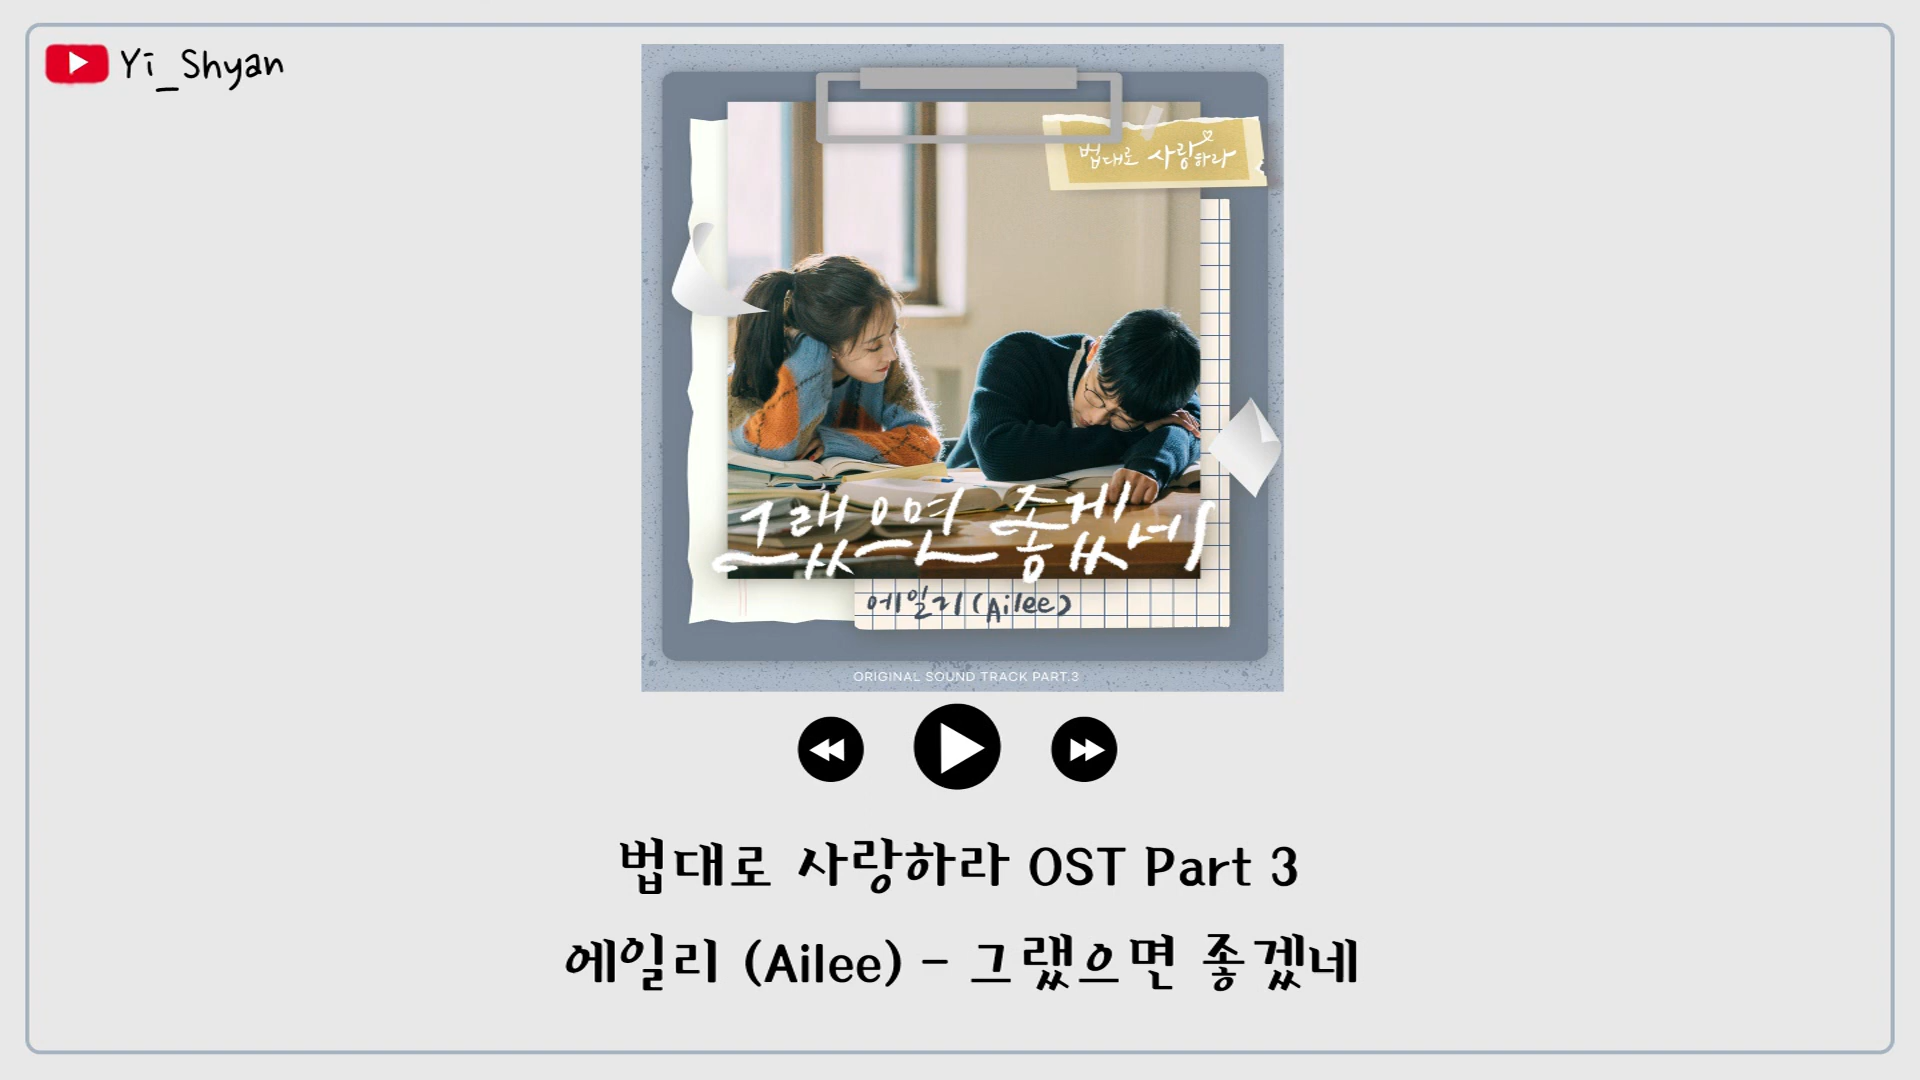 Yi_Shyan
법대로 사랑하라
그랬으면 좋겠네
에일리(Ailee)
ORIGINAL SOUND TRACK PART.3
법대로 사랑하라 OST Part 3
에일리 (Ailee) - 그랬으면 좋겠네